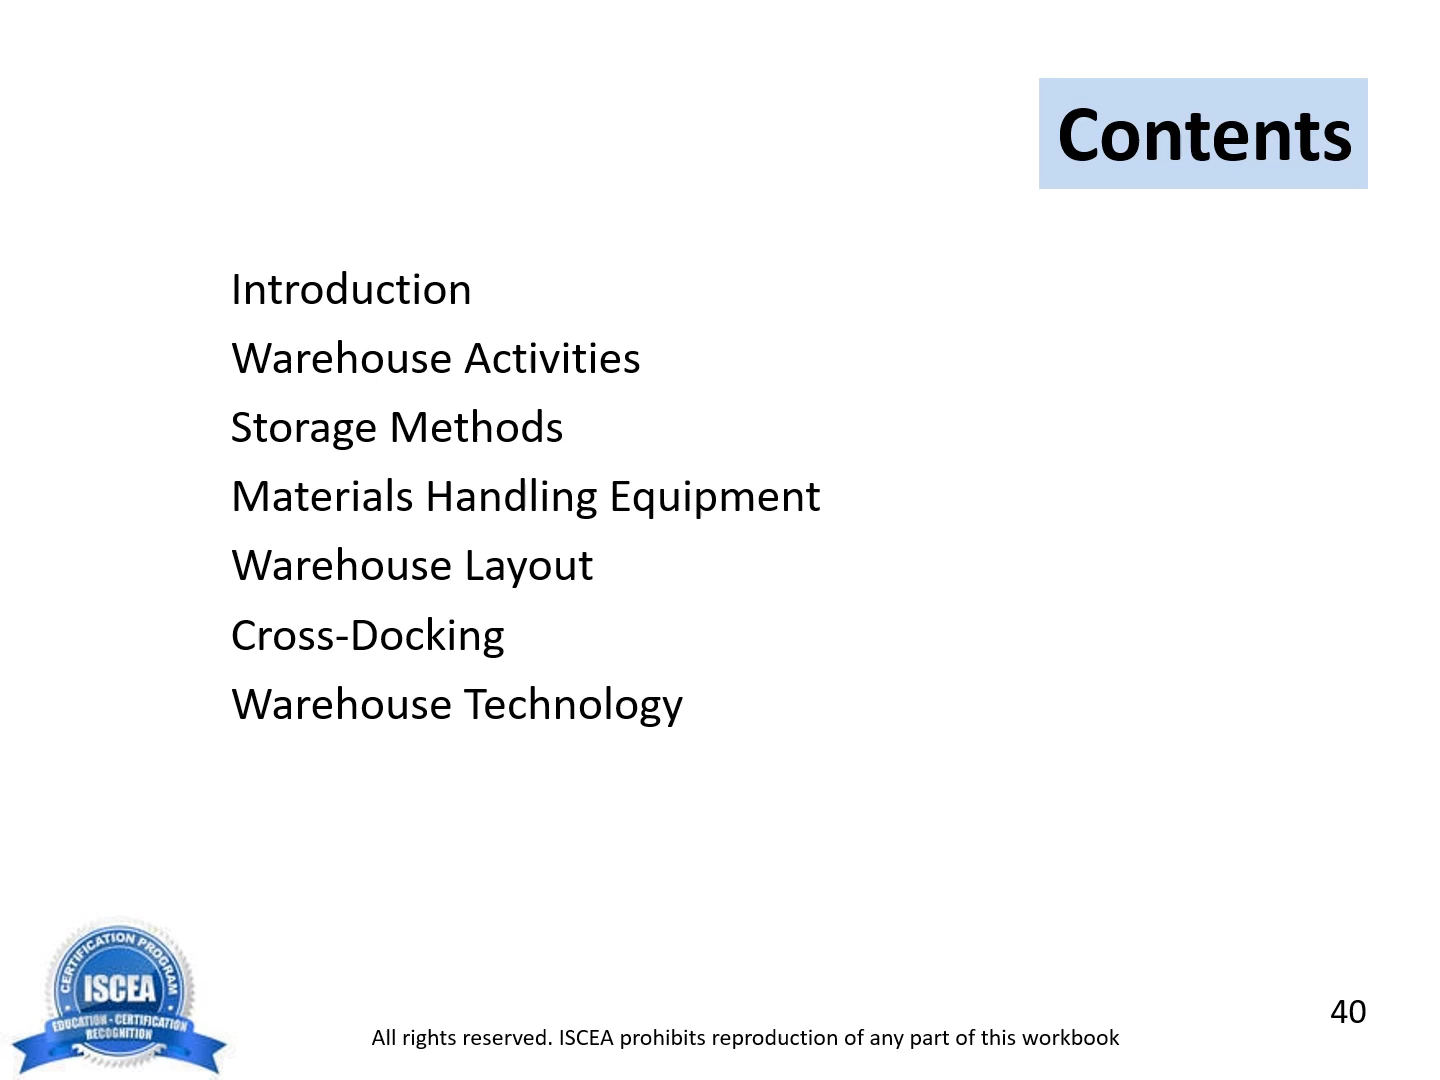 Contents
Introduction
Warehouse Activities
Storage Methods
Materials Handling Equipment
Warehouse Layout
Cross-Docking
Warehouse Technology
CERTIFICATION PROGRAM
ISCEA
EDUCATION - CERTIFICATION
RECOGNITION
All rights reserved. ISCEA prohibits reproduction of any part of this workbook
40